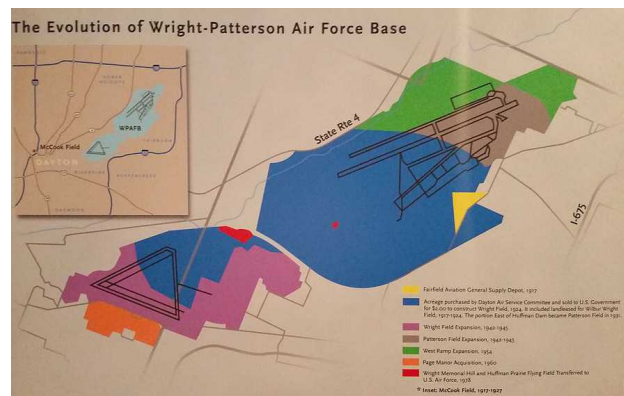 The Evolution of Wright-Patterson Air Force Base
State Rte 4
WPAFB
McCook Field
DAYTON
I-675
Fairfield Aviation General Supply Depot, 1917
Acreage purchased by Dayton Air Service Committee and sold to U.S. Government
for $2.00 to construct Wright Field, 1924. It included land leased for Wilbur Wright
Field, 1917-1924. The portion East of Huffman Dam became Patterson Field in 1931.
Wright Field Expansion, 1942-1945
Patterson Field Expansion, 1942-1945
West Ramp Expansion, 1954
Page Manor Acquisition, 1960
Wright Memorial Hill and Huffman Prairie Flying Field Transferred to
U.S. Air Force, 1978
* Inset: McCook Field, 1917-1927